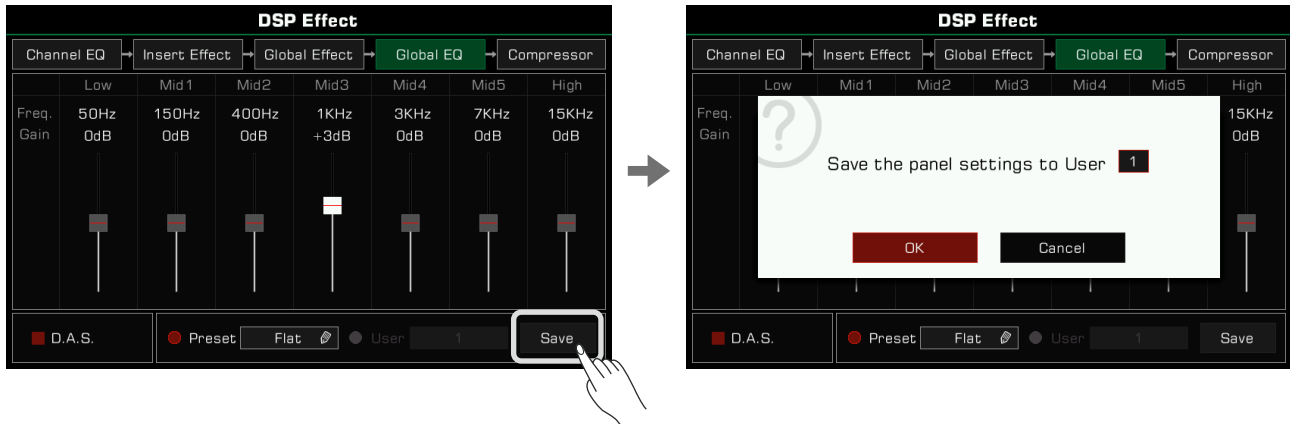 DSP Effect
Channel EQ Insert Effect Global Effect Global EQ Compressor
Low Mid1 Mid2 Mid3 Mid4 Mid5 High
Freq. 50Hz 150Hz 400Hz 1KHz 3KHz 7KHz 15KHz
Gain 0dB 0dB 0dB +3dB 0dB 0dB 0dB
D.A.S. Preset Flat User 1 Save
DSP Effect
Channel EQ Insert Effect Global Effect Global EQ Compressor
Low Mid1 Mid2 Mid3 Mid4 Mid5 High
Freq. 15KHz
Gain 0dB
?
Save the panel settings to User 1
OK Cancel
D.A.S. Preset Flat User 1 Save